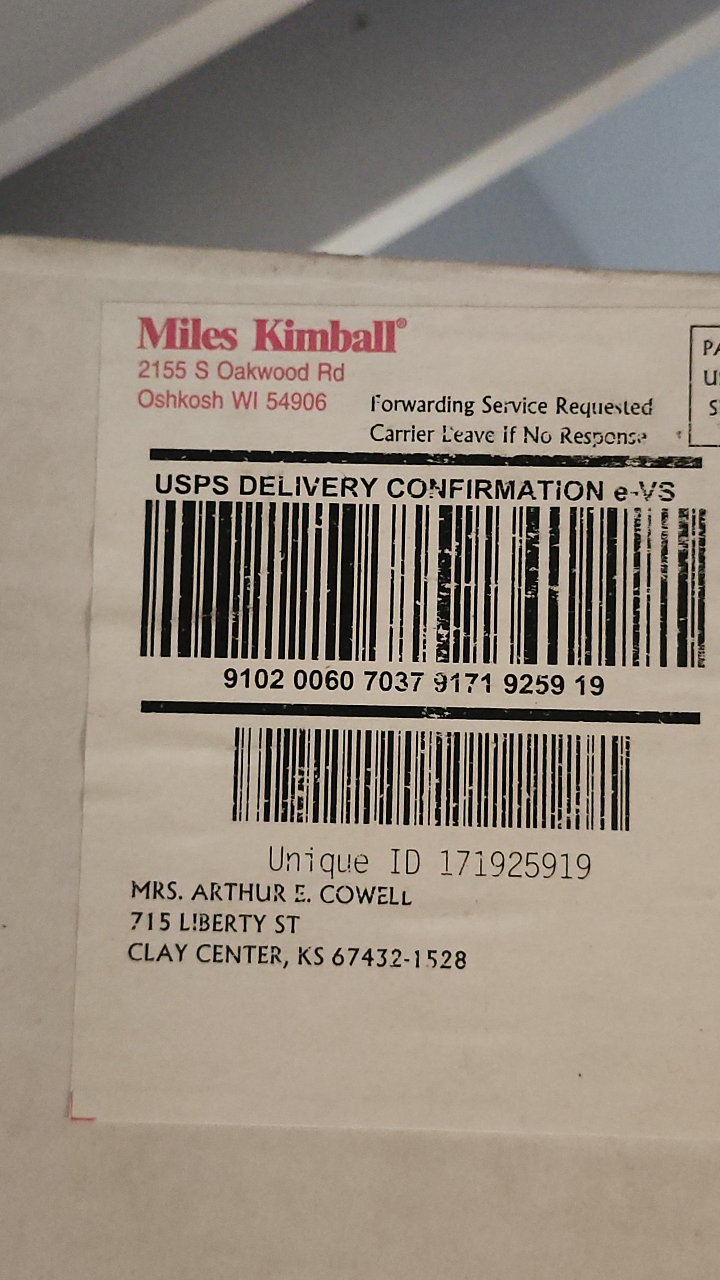 Miles Kimball®
2155 S Oakwood Rd
Oshkosh WI 54906
Forwarding Service Requested
Carrier Leave if No Response
USPS DELIVERY CONFIRMATION e-VS
9102 0060 7037 9171 9259 19
Unique ID 171925919
MRS. ARTHUR E. COWELL
715 LIBERTY ST
CLAY CENTER, KS 67432-1528